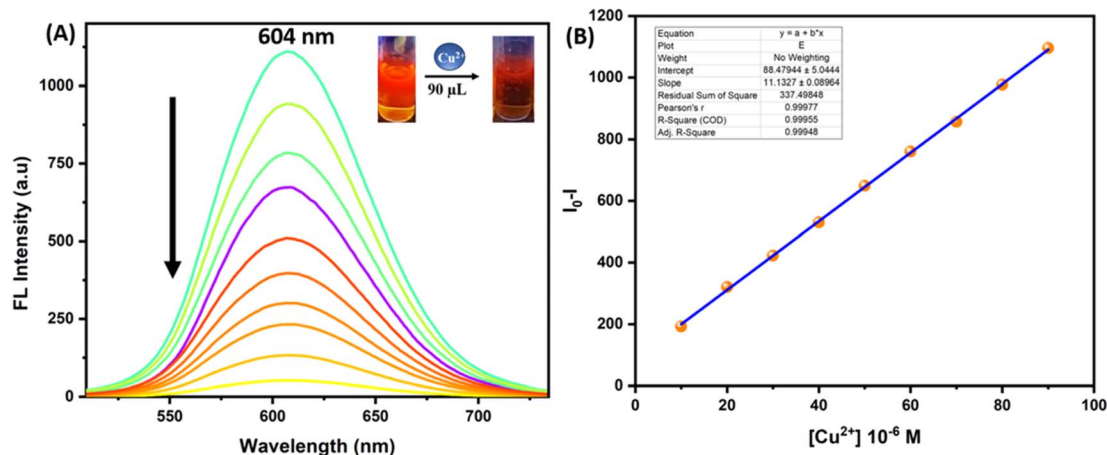 (A)
604 nm
Cu²⁺
90 µL
FL Intensity (a.u)
1000
750
500
250
0
550
600
650
700
Wavelength (nm)
(B)
Equation y = a + b*x
Plot E
Weight No Weighting
Intercept 88.47944 ± 5.0444
Slope 11.1327 ± 0.08964
Residual Sum of Square 337.49848
Pearson's r 0.99977
R-Square (COD) 0.99955
Adj. R-Square 0.99948
I₀-I
1200
1000
800
600
400
200
0
0
20
40
60
80
100
[Cu²⁺] 10⁻⁶ M